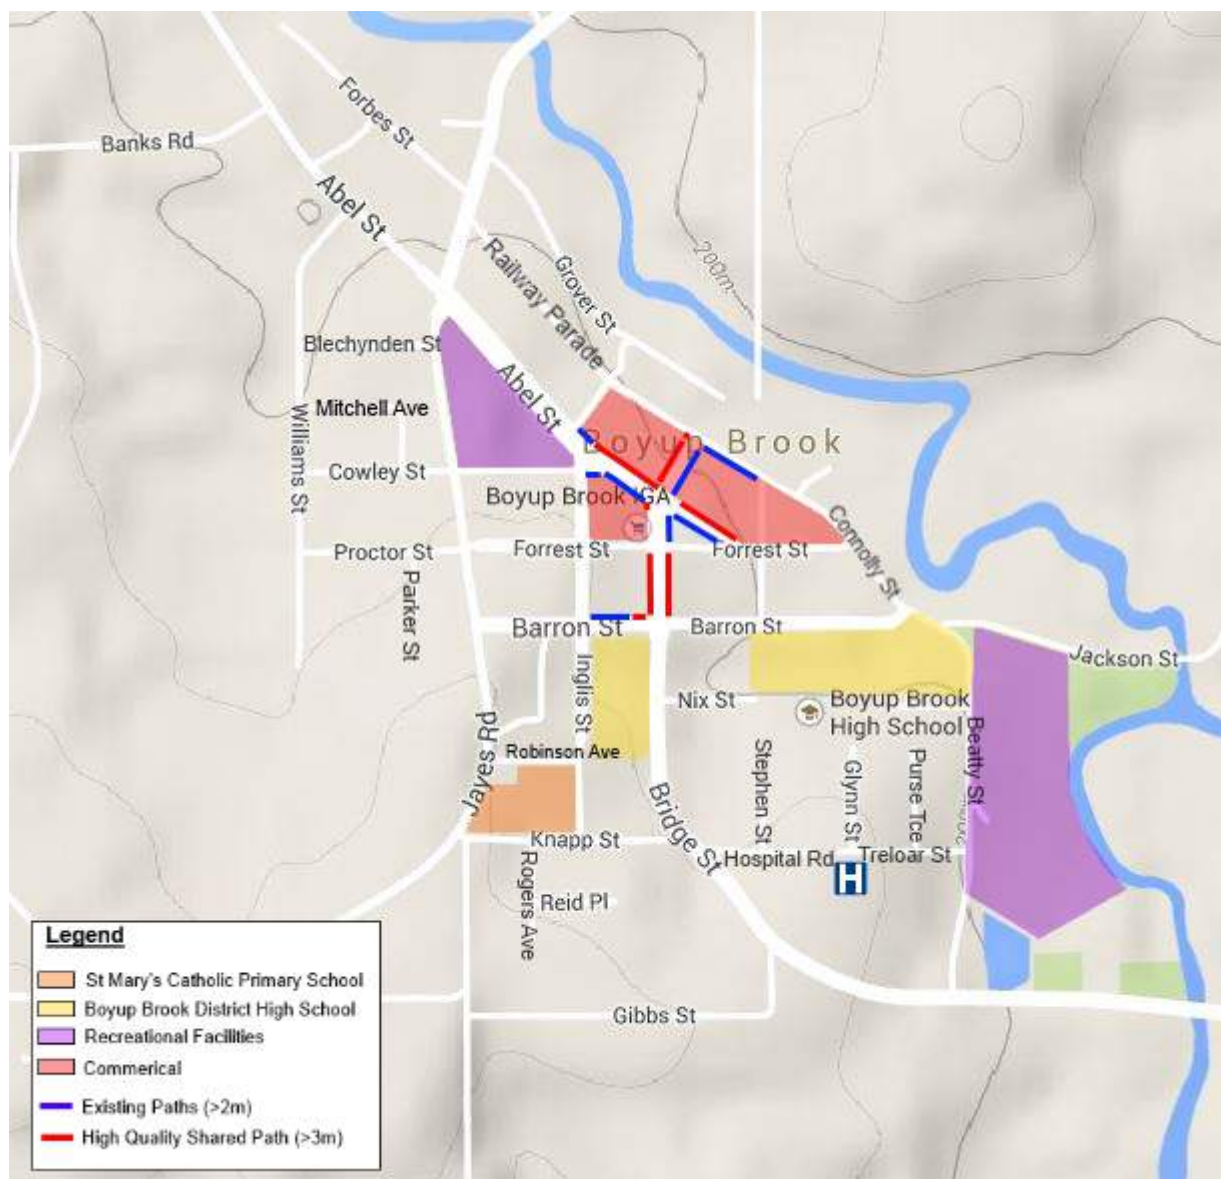 Forbes St
Banks Rd
Abel St
200m
Railway Parade
Grover St
Blechynden St
Abel St
Mitchell Ave
Williams St
Boyup Brook
Cowley St
Boyup Brook IGA
Connolly St
Proctor St
Forrest St
Forrest St
Parker St
Barron St
Barron St
Jackson St
Inglis St
Nix St
Boyup Brook
High School
Jayes Rd
Robinson Ave
Beatty St
Stephen St
Glynn St
Purse Tce
Bridge St
Knapp St
Hospital Rd
Treloar St
H
Rogers Ave
Reid Pl
Gibbs St
Legend
St Mary's Catholic Primary School
Boyup Brook District High School
Recreational Facilities
Commerical
Existing Paths (>2m)
High Quality Shared Path (>3m)